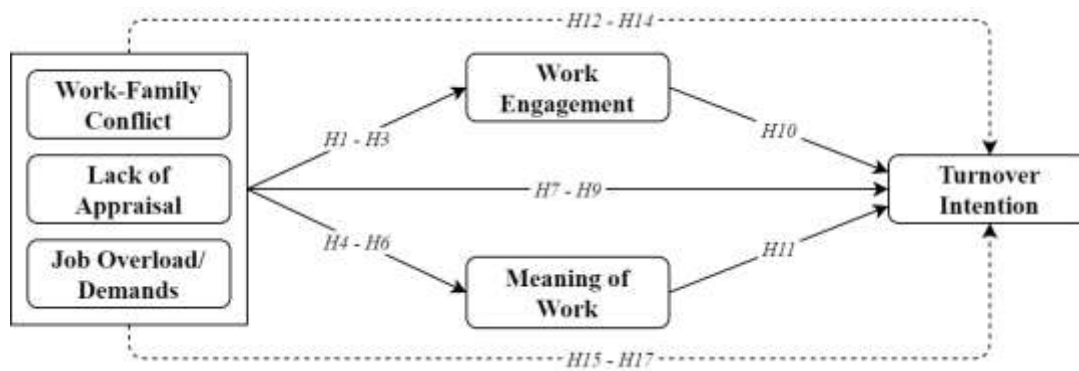 H12 - H14
Work-Family
Conflict
Lack of
Appraisal
Job Overload/
Demands
H1 - H3
H7 - H9
H4 - H6
Work
Engagement
Meaning of
Work
H10
H11
Turnover
Intention
H15 - H17